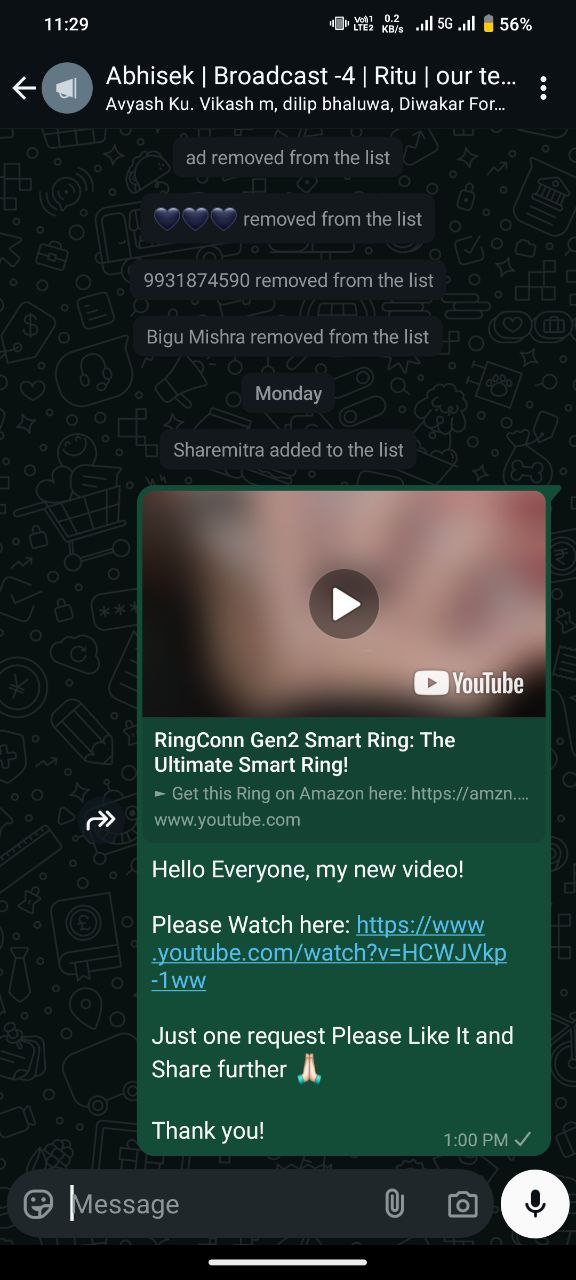 11:29
Vo)) 1 LTE2 0.2 KB/s 5G 56%
Abhisek | Broadcast -4 | Ritu | our te...
Avyash Ku. Vikash m, dilip bhaluwa, Diwakar For...
ad removed from the list
💙💙💙 removed from the list
9931874590 removed from the list
Bigu Mishra removed from the list
Monday
Sharemitra added to the list
YouTube
RingConn Gen2 Smart Ring: The
Ultimate Smart Ring!
► Get this Ring on Amazon here: https://amzn....
www.youtube.com
Hello Everyone, my new video!
Please Watch here: https://www
.youtube.com/watch?v=HCWJVkp
-1ww
Just one request Please Like It and
Share further 🙏🏻
Thank you!
1:00 PM
Message